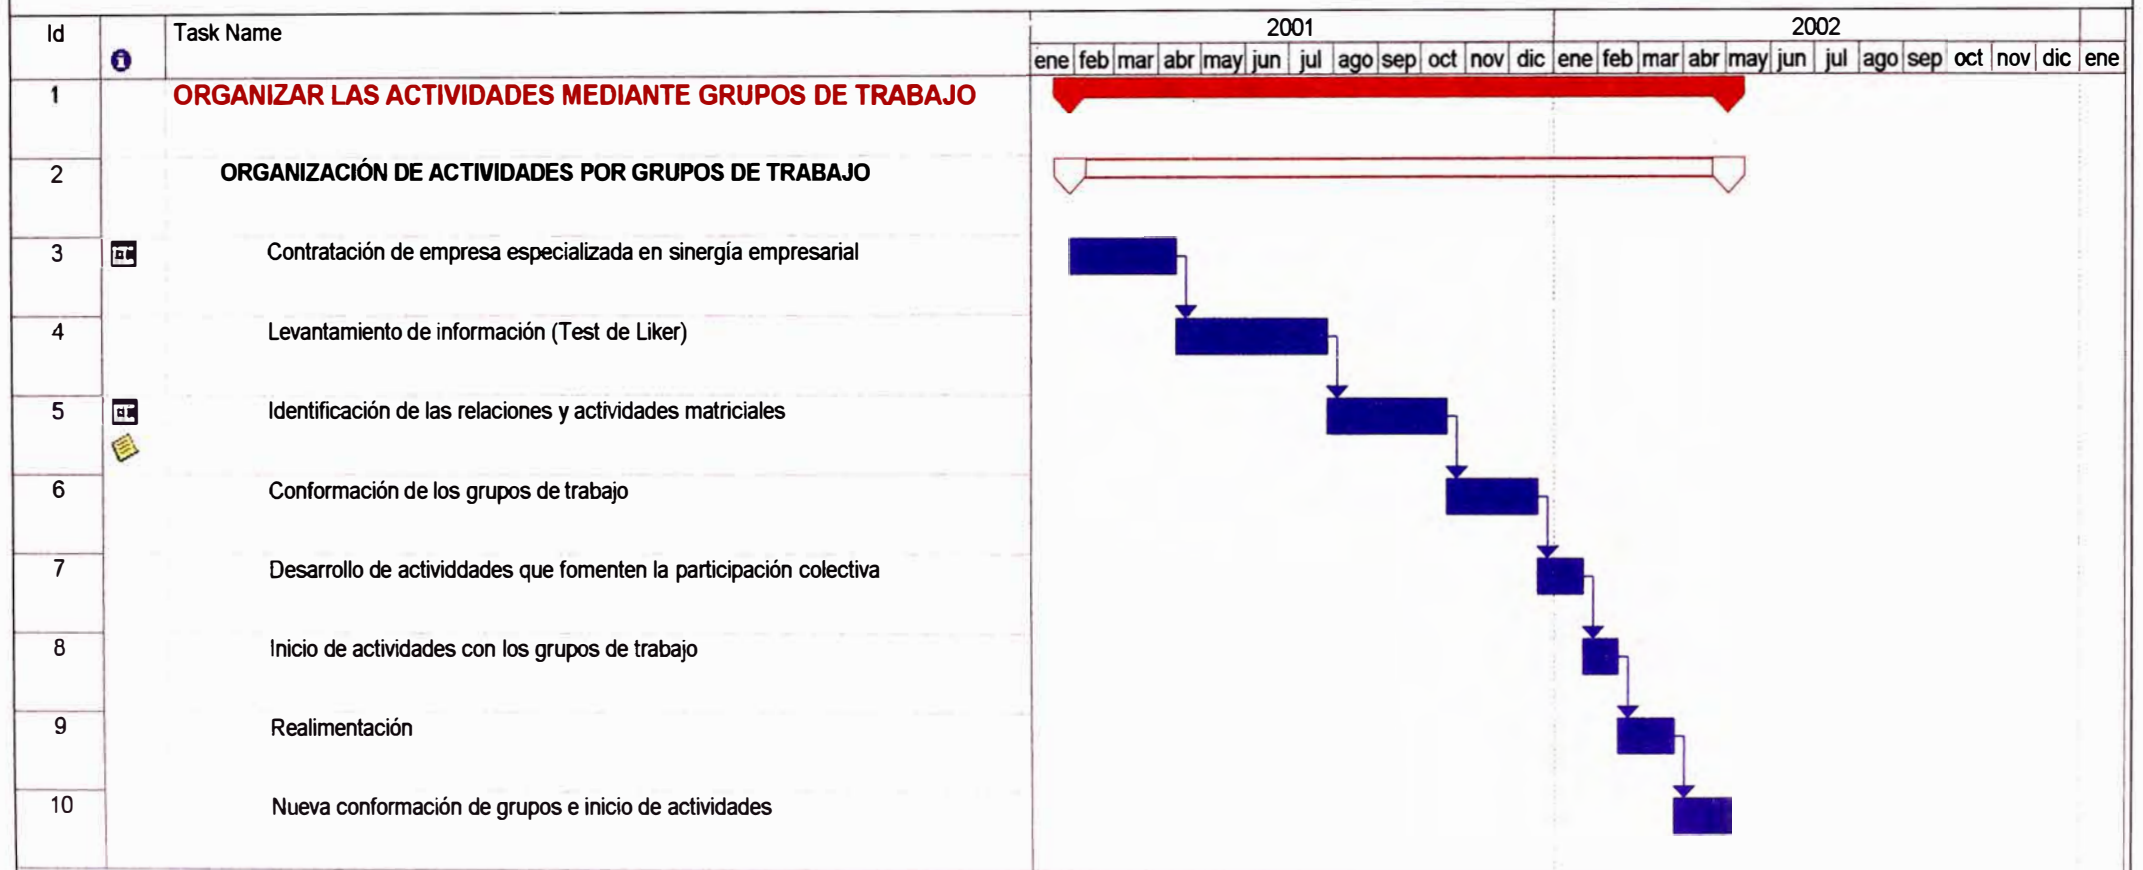 Id Task Name 2001 2002
ene feb mar abr may jun jul ago sep oct nov dic ene feb mar abr may jun jul ago sep oct nov dic ene
1 ORGANIZAR LAS ACTIVIDADES MEDIANTE GRUPOS DE TRABAJO
2 ORGANIZACIÓN DE ACTIVIDADES POR GRUPOS DE TRABAJO
3 Contratación de empresa especializada en sinergía empresarial
4 Levantamiento de información (Test de Liker)
5 Identificación de las relaciones y actividades matriciales
6 Conformación de los grupos de trabajo
7 Desarrollo de actividdades que fomenten la participación colectiva
8 Inicio de actividades con los grupos de trabajo
9 Realimentación
10 Nueva conformación de grupos e inicio de actividades